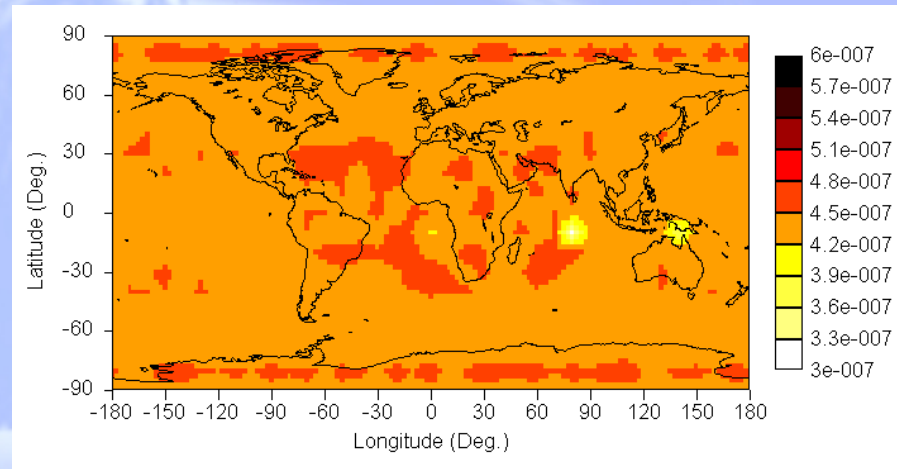 90
60
30
0
-30
-60
-90
Latitude (Deg.)
-180 -150 -120 -90 -60 -30 0 30 60 90 120 150 180
Longitude (Deg.)
6e-007
5.7e-007
5.4e-007
5.1e-007
4.8e-007
4.5e-007
4.2e-007
3.9e-007
3.6e-007
3.3e-007
3e-007